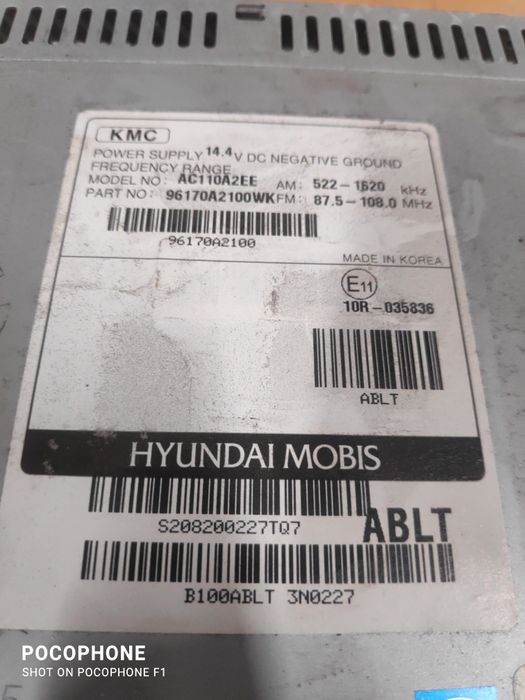 KMC
POWER SUPPLY 14.4V DC NEGATIVE GROUND
FREQUENCY RANGE
MODEL NO: AC110A2EE AM: 522-1620 kHz
PART NO: 96170A2100WK FM: 87.5-108.0 MHz
96170A2100
MADE IN KOREA
E11
10R-035836
ABLT
HYUNDAI MOBIS
S208200227TQ7 ABLT
B100ABLT 3N0227
POCOPHONE
SHOT ON POCOPHONE F1